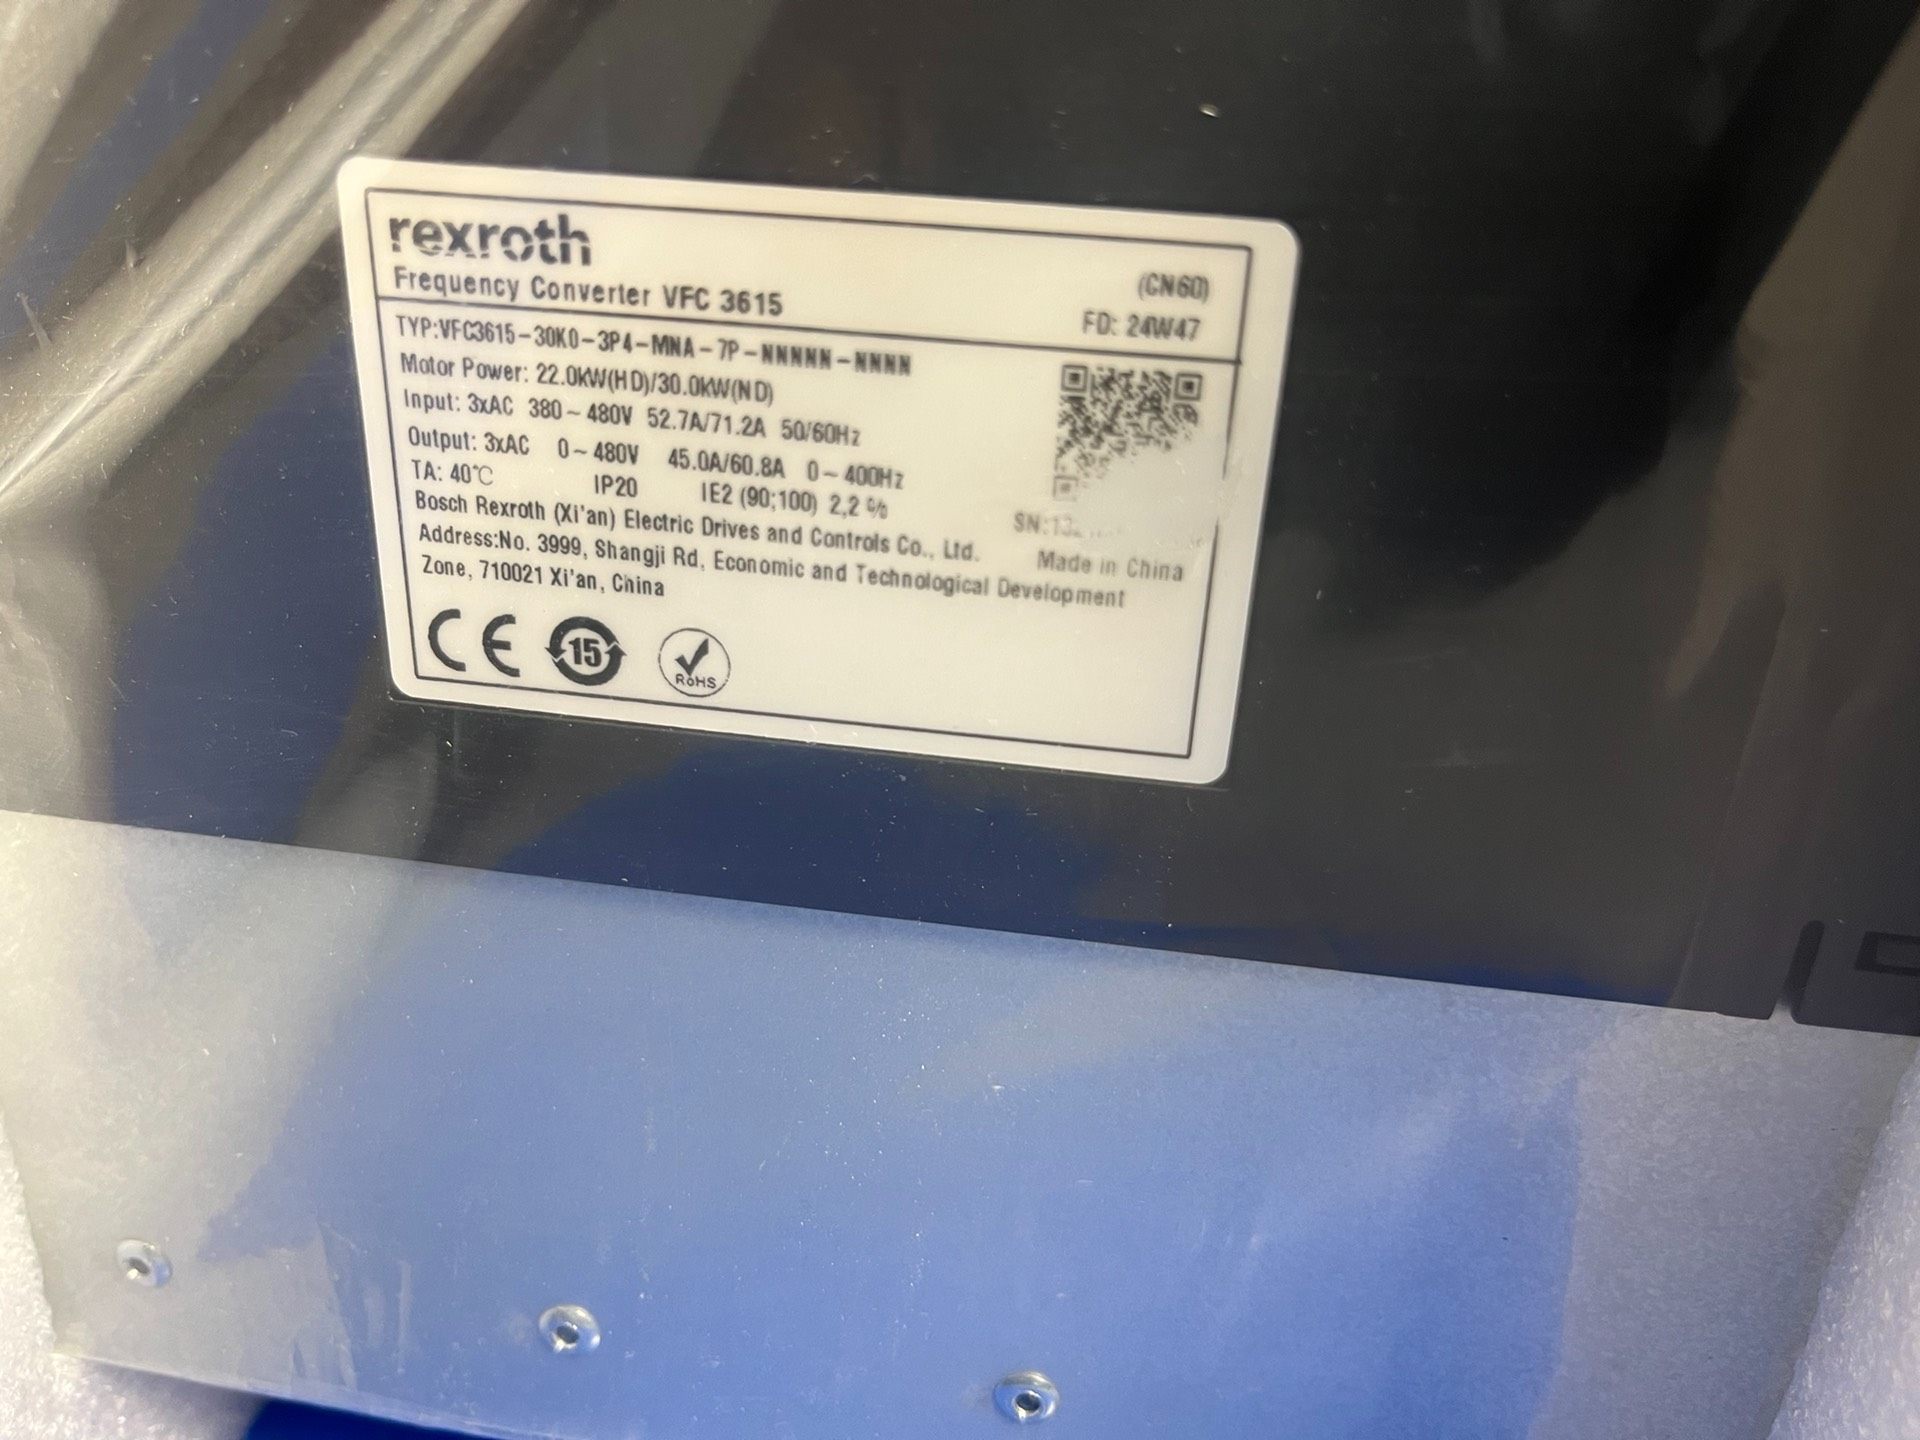 rexroth
Frequency Converter VFC 3615
(CN60)
FD: 24W47
TYP:VFC3615-30K0-3P4-MNA-7P-NNNNN-NNNN
Motor Power: 22.0kW(HD)/30.0kW(ND)
Input: 3xAC 380~480V 52.7A/71.2A 50/60Hz
Output: 3xAC 0~480V 45.0A/60.8A 0~400Hz
TA: 40℃ IP20 IE2 (90;100) 2,2 %
SN:
Bosch Rexroth (Xi'an) Electric Drives and Controls Co., Ltd.
Made in China
Address:No. 3999, Shangji Rd, Economic and Technological Development
Zone, 710021 Xi'an, China
CE
15
RoHS